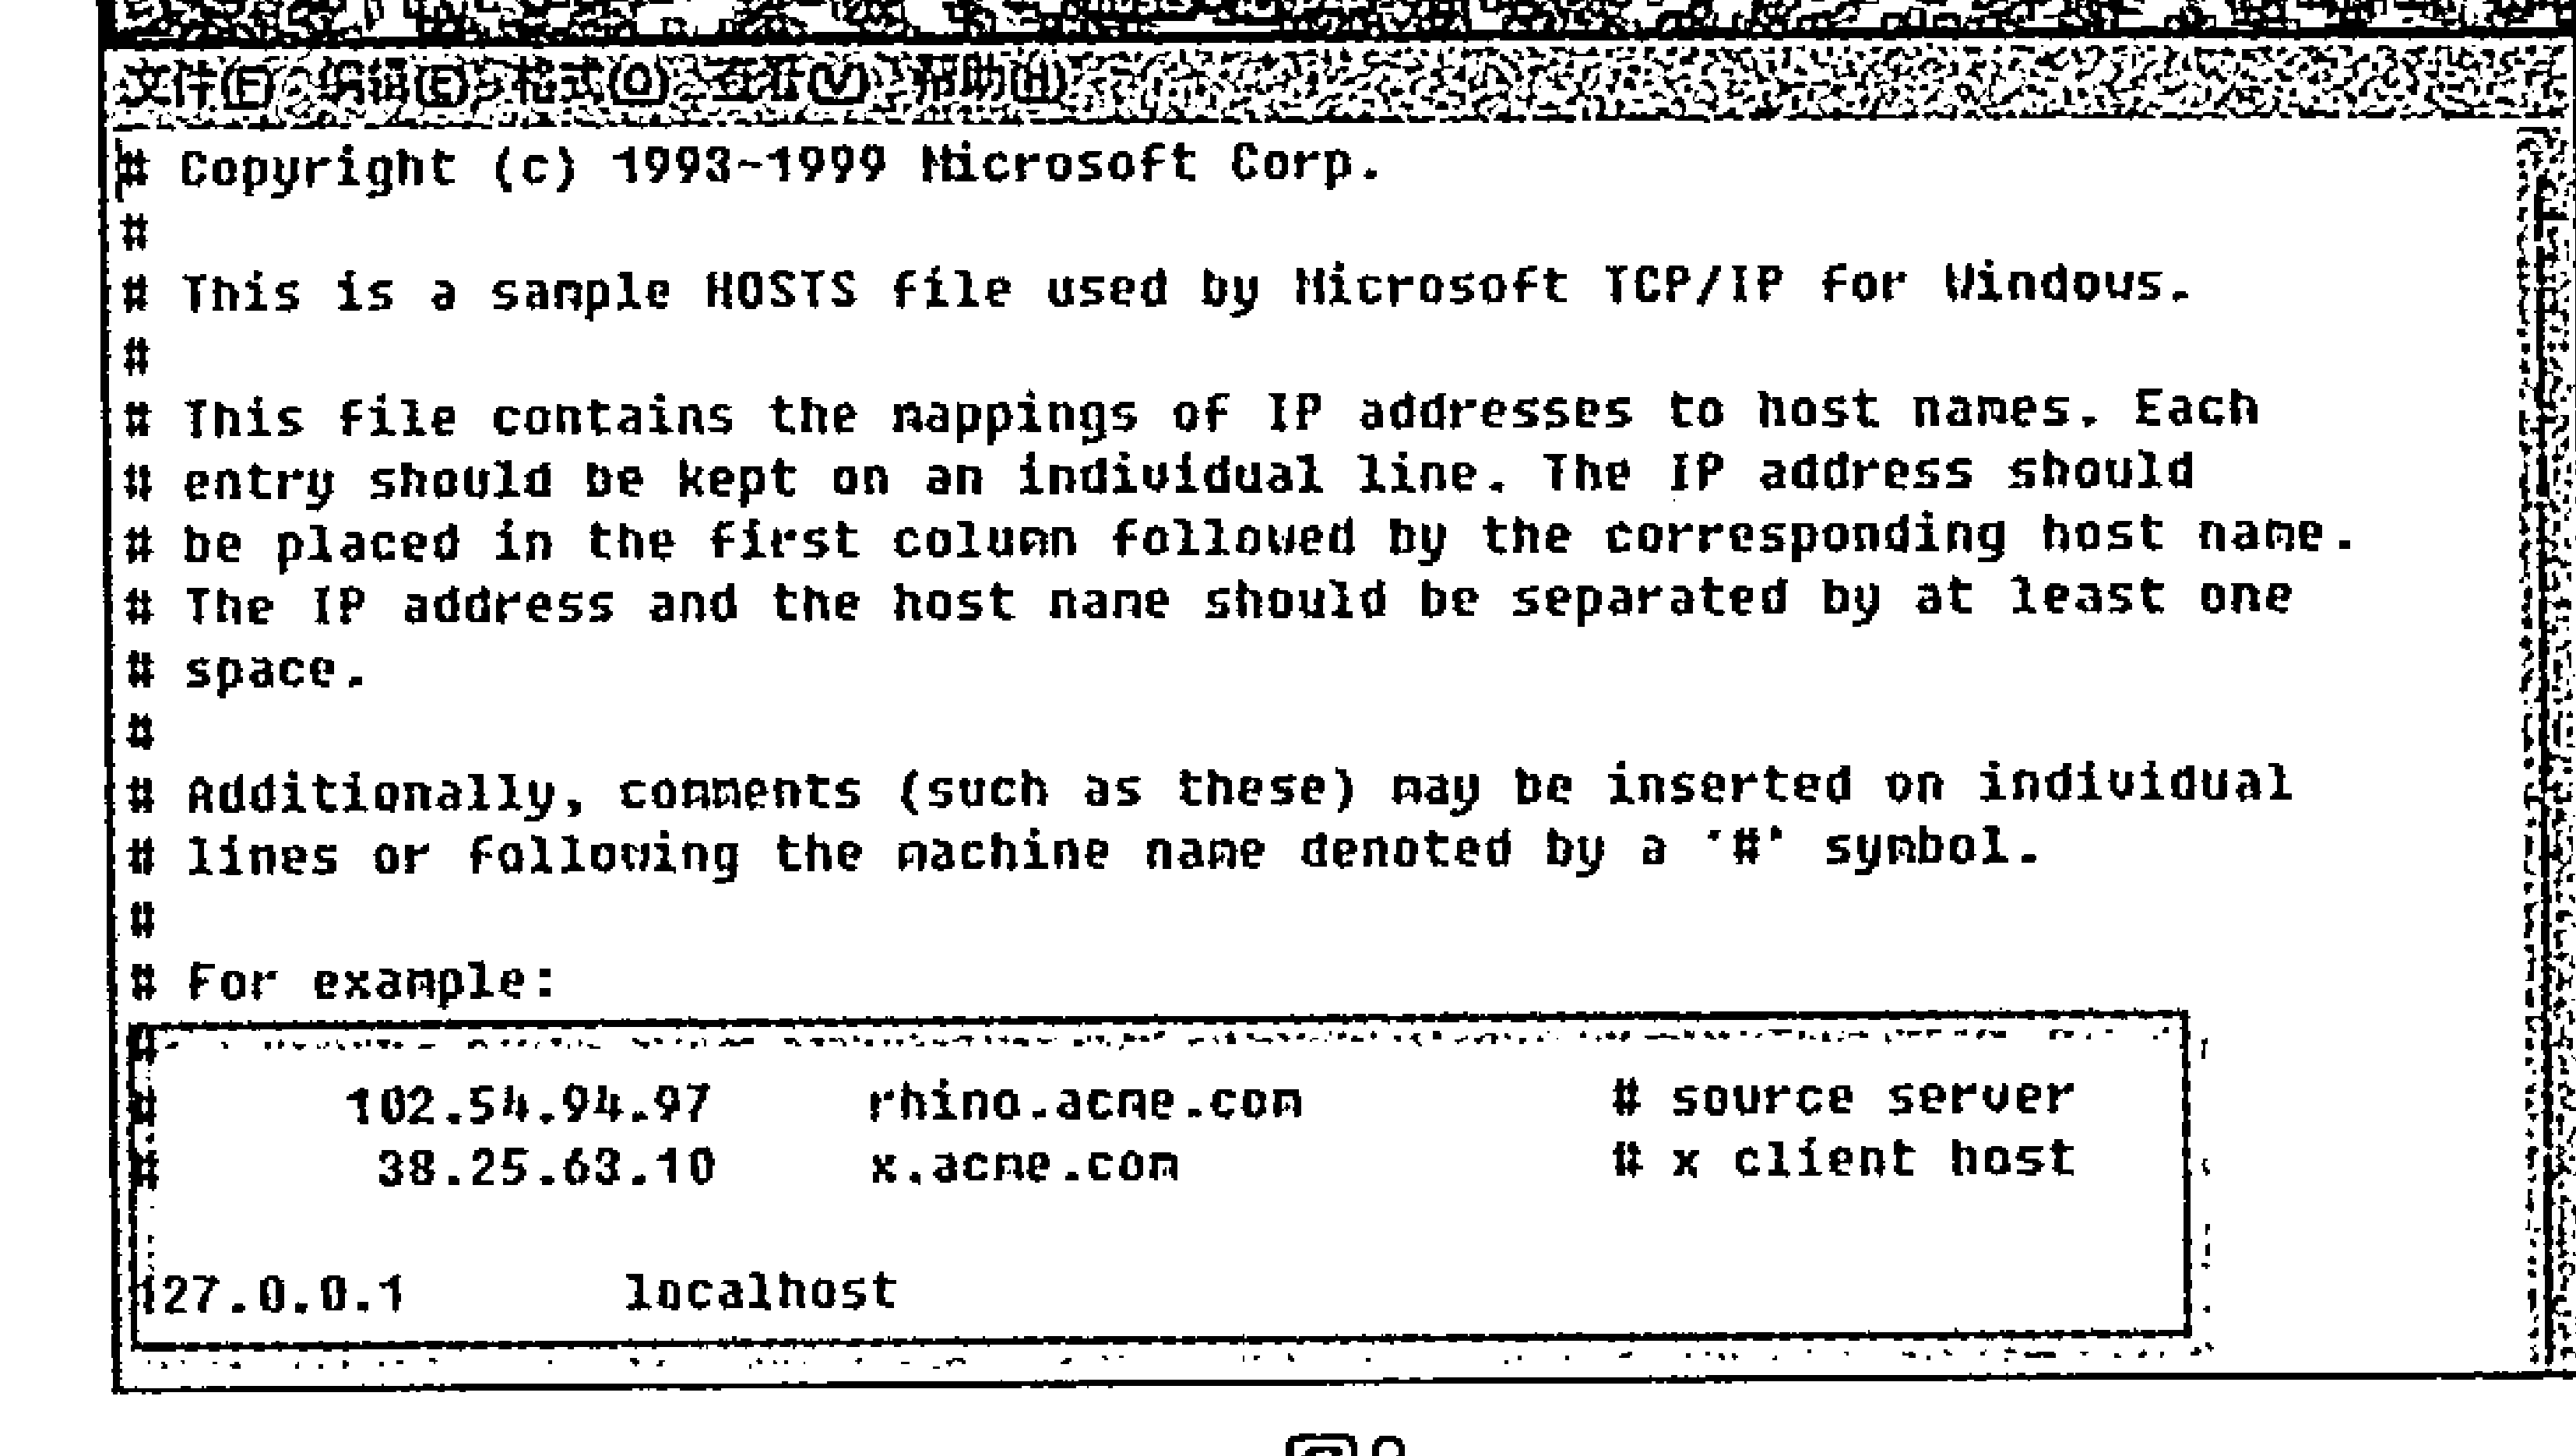 文件(F) 编辑(E) 格式(O) 查看(V) 帮助(H)
# Copyright (c) 1993-1999 Microsoft Corp.
#
# This is a sample HOSTS file used by Microsoft TCP/IP for Windows.
#
# This file contains the mappings of IP addresses to host names. Each
# entry should be kept on an individual line. The IP address should
# be placed in the first column followed by the corresponding host name.
# The IP address and the host name should be separated by at least one
# space.
#
# Additionally, comments (such as these) may be inserted on individual
# lines or following the machine name denoted by a '#' symbol.
#
# For example:
#
# 102.54.94.97 rhino.acme.com # source server
# 38.25.63.10 x.acme.com # x client host
127.0.0.1 localhost